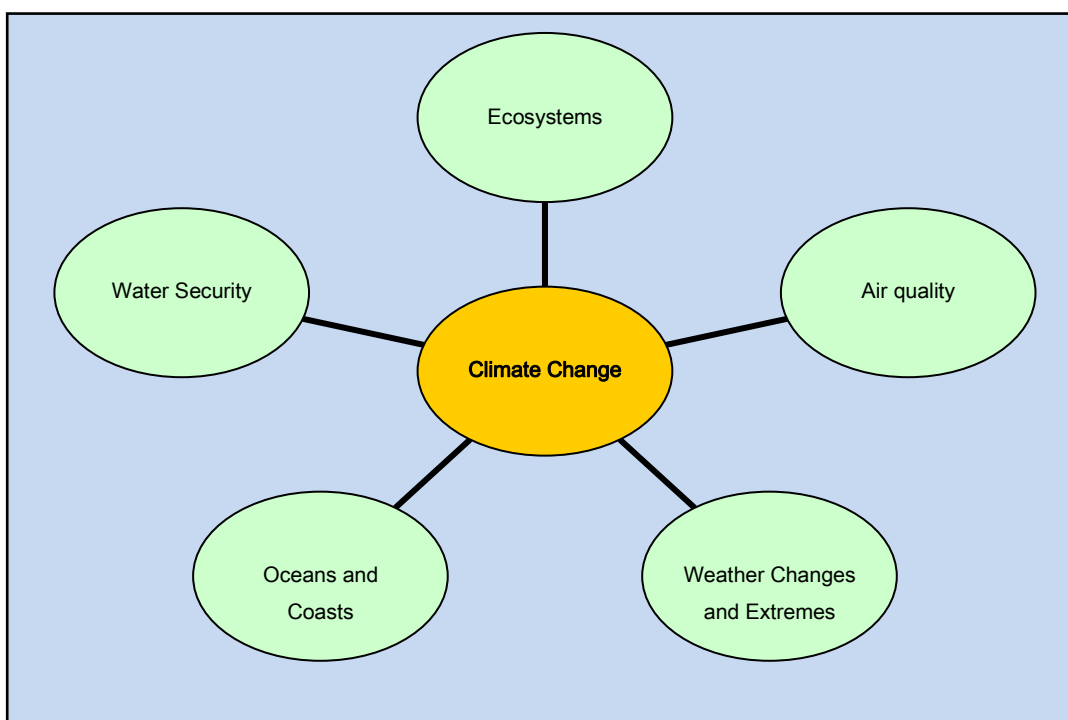 Ecosystems
Water Security
Air quality
Climate Change
Oceans and
Coasts
Weather Changes
and Extremes